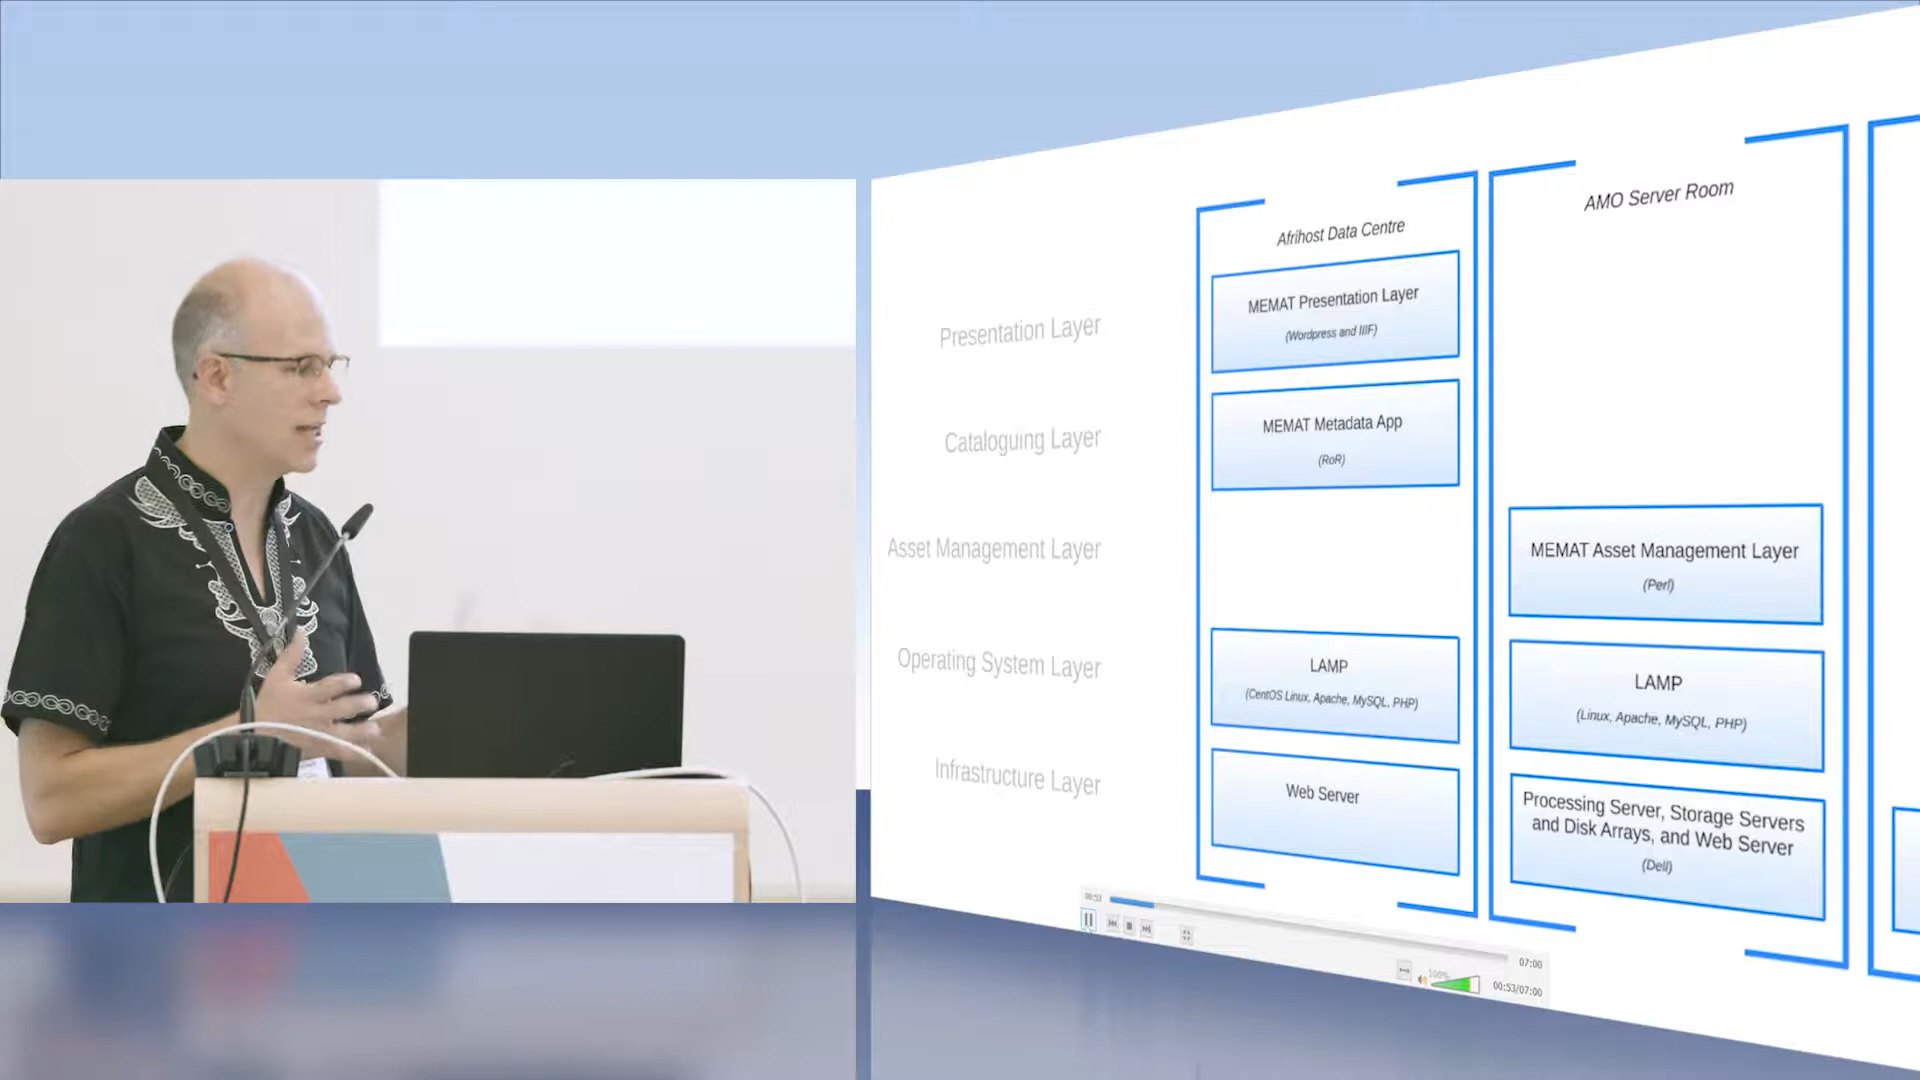 Presentation Layer
Cataloguing Layer
Asset Management Layer
Operating System Layer
Infrastructure Layer
Afrihost Data Centre
MEMAT Presentation Layer
(Wordpress and IIIF)
MEMAT Metadata App
(RoR)
LAMP
(CentOS Linux, Apache, MySQL, PHP)
Web Server
AMO Server Room
MEMAT Asset Management Layer
(Perl)
LAMP
(Linux, Apache, MySQL, PHP)
Processing Server, Storage Servers
and Disk Arrays, and Web Server
(Dell)
00:53
07:00
100%
00:53/07:00